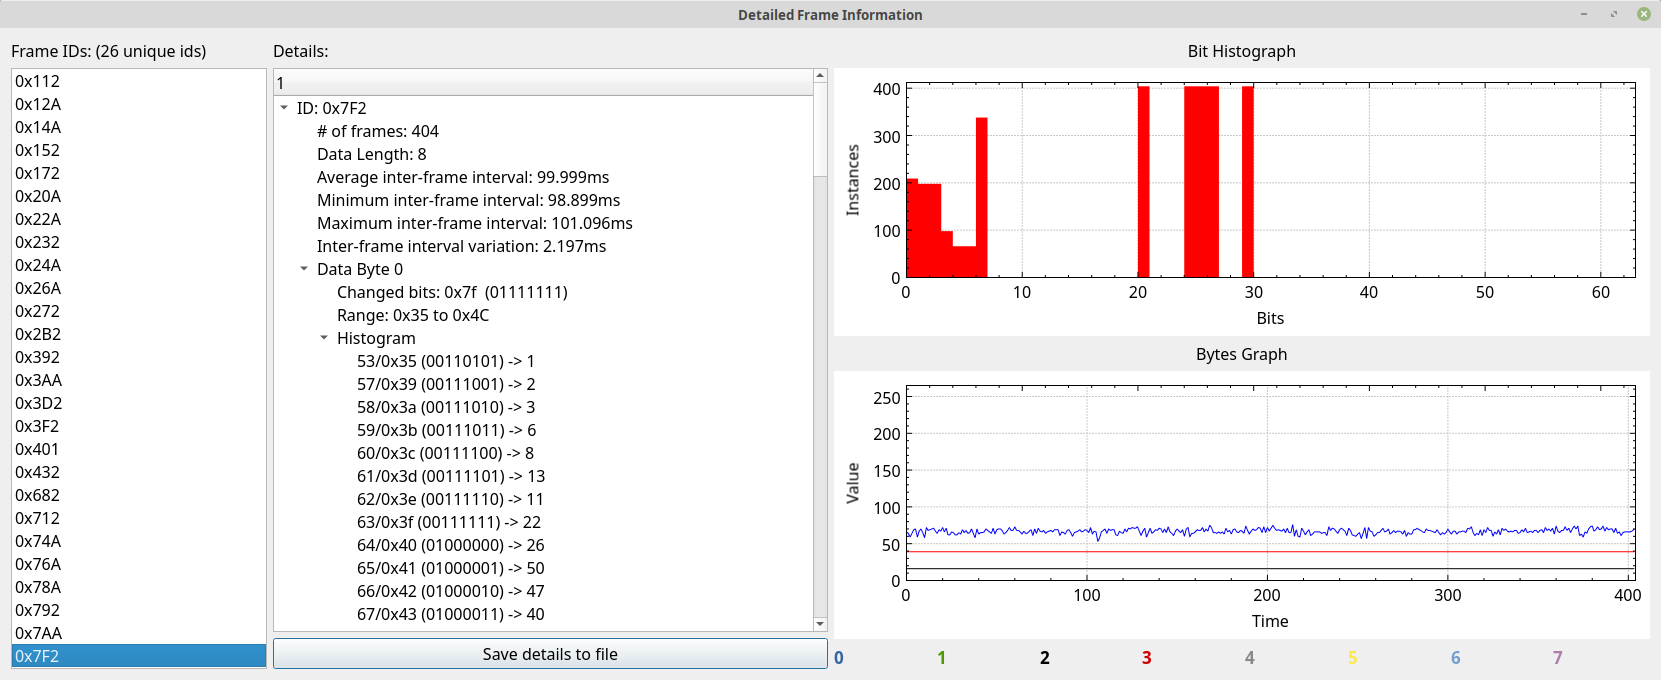 Detailed Frame Information
Frame IDs: (26 unique ids)
0x112
0x12A
0x14A
0x152
0x172
0x20A
0x22A
0x232
0x24A
0x26A
0x272
0x2B2
0x392
0x3AA
0x3D2
0x3F2
0x401
0x432
0x682
0x712
0x74A
0x76A
0x78A
0x792
0x7AA
0x7F2
Details:
1
ID: 0x7F2
# of frames: 404
Data Length: 8
Average inter-frame interval: 99.999ms
Minimum inter-frame interval: 98.899ms
Maximum inter-frame interval: 101.096ms
Inter-frame interval variation: 2.197ms
Data Byte 0
Changed bits: 0x7f  (01111111)
Range: 0x35 to 0x4C
Histogram
53/0x35 (00110101) -> 1
57/0x39 (00111001) -> 2
58/0x3a (00111010) -> 3
59/0x3b (00111011) -> 6
60/0x3c (00111100) -> 8
61/0x3d (00111101) -> 13
62/0x3e (00111110) -> 11
63/0x3f (00111111) -> 22
64/0x40 (01000000) -> 26
65/0x41 (01000001) -> 50
66/0x42 (01000010) -> 47
67/0x43 (01000011) -> 40
Save details to file
Bit Histograph
400
300
200
100
0
Instances
0 10 20 30 40 50 60
Bits
Bytes Graph
250
200
150
100
50
0
Value
0 100 200 300 400
Time
0 1 2 3 4 5 6 7